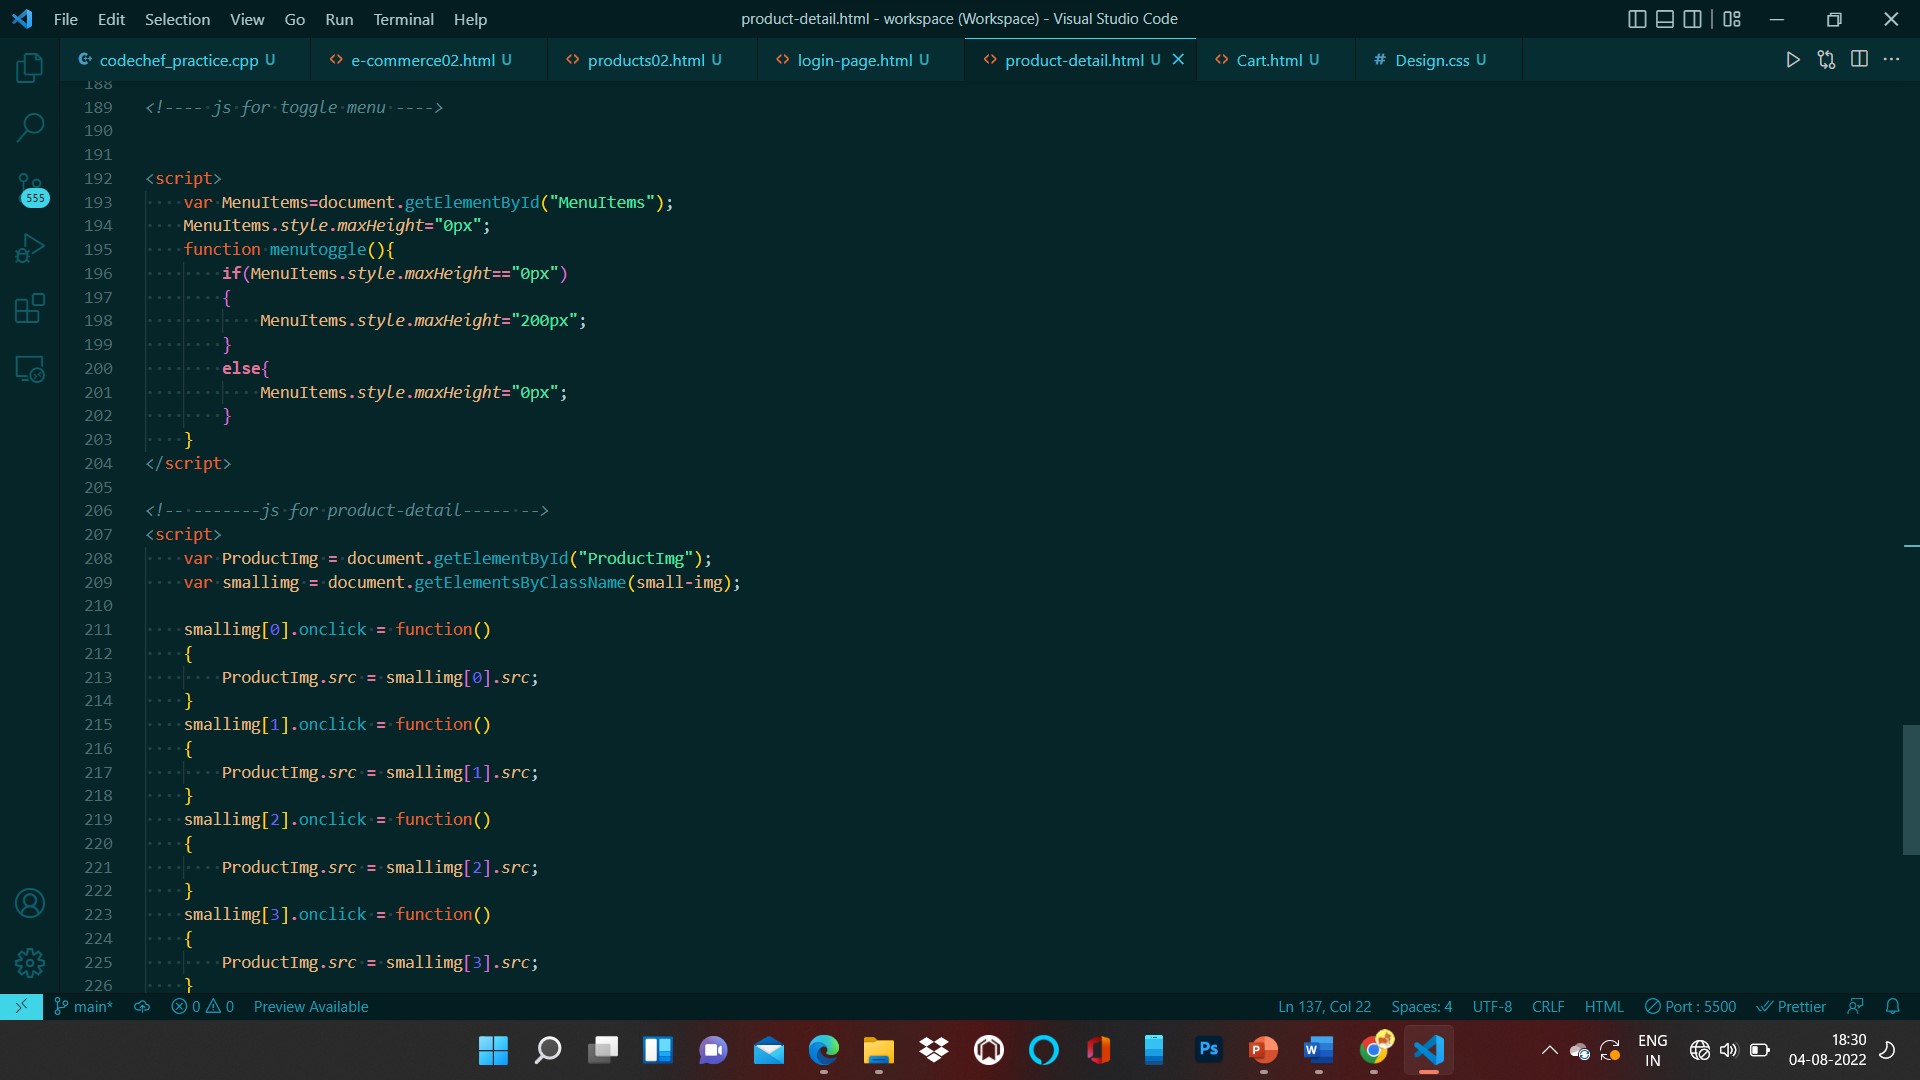 File Edit Selection View Go Run Terminal Help product-detail.html - workspace (Workspace) - Visual Studio Code
codechef_practice.cpp U e-commerce02.html U products02.html U login-page.html U product-detail.html U Cart.html U # Design.css U
188
189 <!---- js for toggle menu ---->
190
191
192 <script>
193 var MenuItems=document.getElementById("MenuItems");
194 MenuItems.style.maxHeight="0px";
195 function menutoggle(){
196 if(MenuItems.style.maxHeight=="0px")
197 {
198 MenuItems.style.maxHeight="200px";
199 }
200 else{
201 MenuItems.style.maxHeight="0px";
202 }
203 }
204 </script>
205
206 <!-- --------js for product-detail----- -->
207 <script>
208 var ProductImg = document.getElementById("ProductImg");
209 var smallimg = document.getElementsByClassName(small-img);
210
211 smallimg[0].onclick = function()
212 {
213 ProductImg.src = smallimg[0].src;
214 }
215 smallimg[1].onclick = function()
216 {
217 ProductImg.src = smallimg[1].src;
218 }
219 smallimg[2].onclick = function()
220 {
221 ProductImg.src = smallimg[2].src;
222 }
223 smallimg[3].onclick = function()
224 {
225 ProductImg.src = smallimg[3].src;
226 }
555
main* 0 0 Preview Available Ln 137, Col 22 Spaces: 4 UTF-8 CRLF HTML Port : 5500 Prettier
Ps P W ENG 18:30
IN 04-08-2022